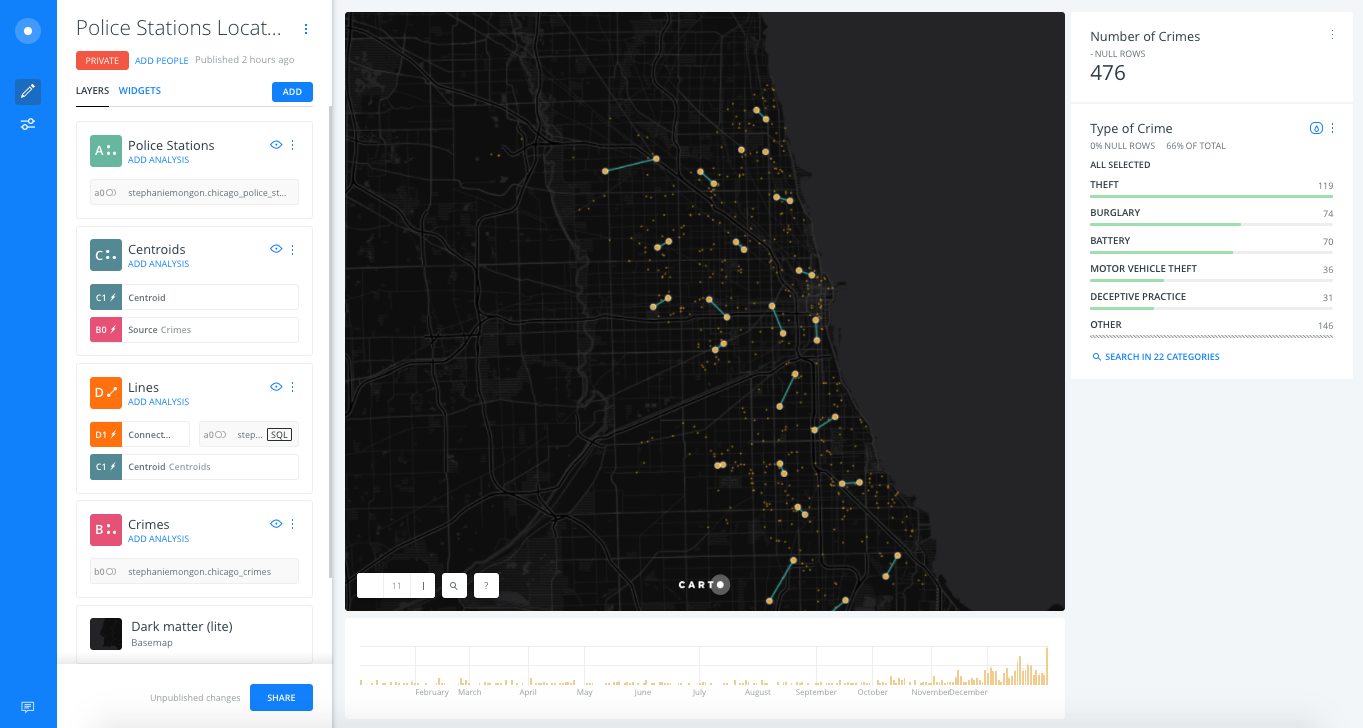 Police Stations Locat...
PRIVATE ADD PEOPLE Published 2 hours ago
LAYERS WIDGETS ADD
A Police Stations
ADD ANALYSIS
a0 stephaniemongon.chicago_police_st...
C Centroids
ADD ANALYSIS
C1 Centroid
B0 Source Crimes
D Lines
ADD ANALYSIS
D1 Connect... a0 step... SQL
C1 Centroid Centroids
B Crimes
ADD ANALYSIS
b0 stephaniemongon.chicago_crimes
Dark matter (lite)
Basemap
Unpublished changes SHARE
11 ?
CARTO
February March April May June July August September October November December
Number of Crimes
- NULL ROWS
476
Type of Crime
0% NULL ROWS 66% OF TOTAL
ALL SELECTED
THEFT 119
BURGLARY 74
BATTERY 70
MOTOR VEHICLE THEFT 36
DECEPTIVE PRACTICE 31
OTHER 146
SEARCH IN 22 CATEGORIES